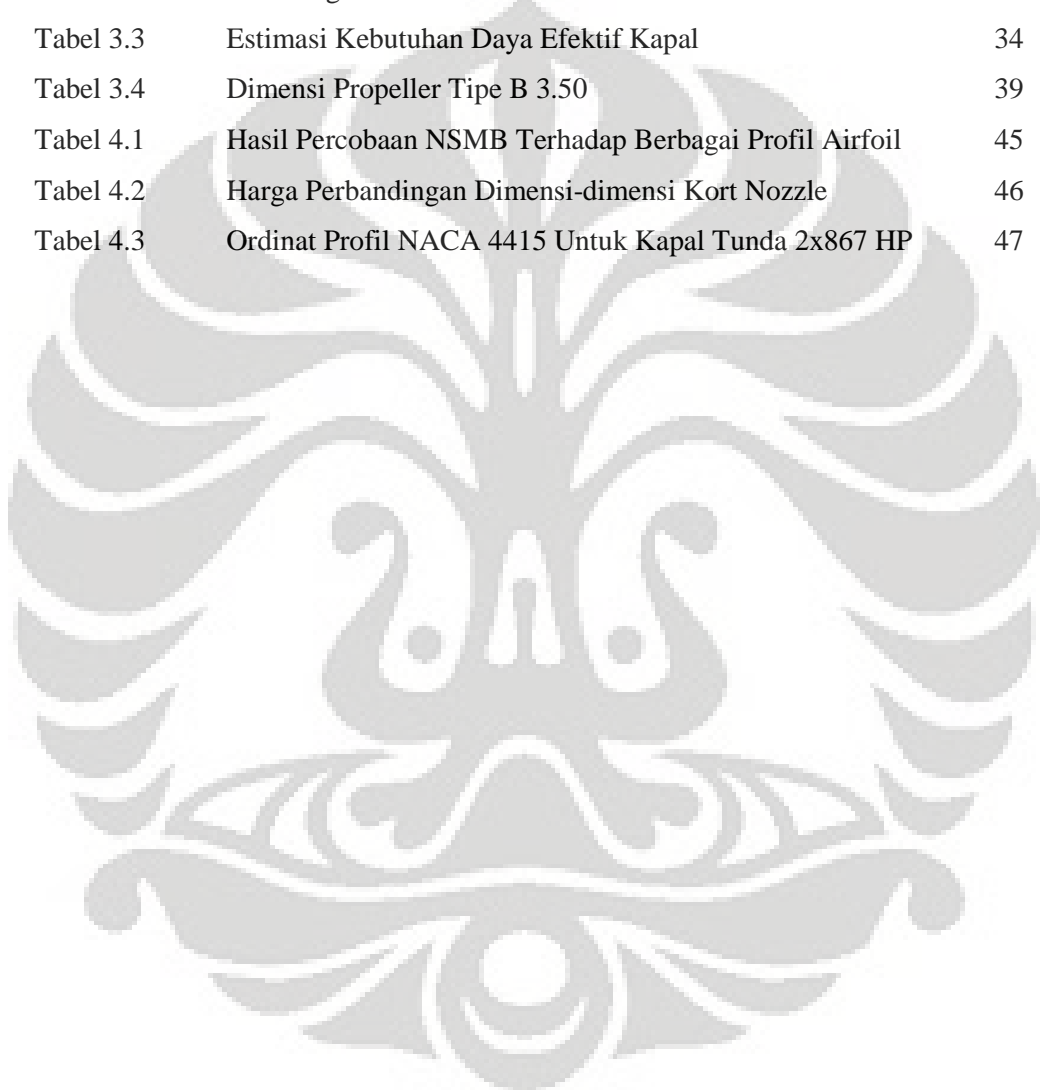 Tabel 3.3 Estimasi Kebutuhan Daya Efektif Kapal 34
Tabel 3.4 Dimensi Propeller Tipe B 3.50 39
Tabel 4.1 Hasil Percobaan NSMB Terhadap Berbagai Profil Airfoil 45
Tabel 4.2 Harga Perbandingan Dimensi-dimensi Kort Nozzle 46
Tabel 4.3 Ordinat Profil NACA 4415 Untuk Kapal Tunda 2x867 HP 47